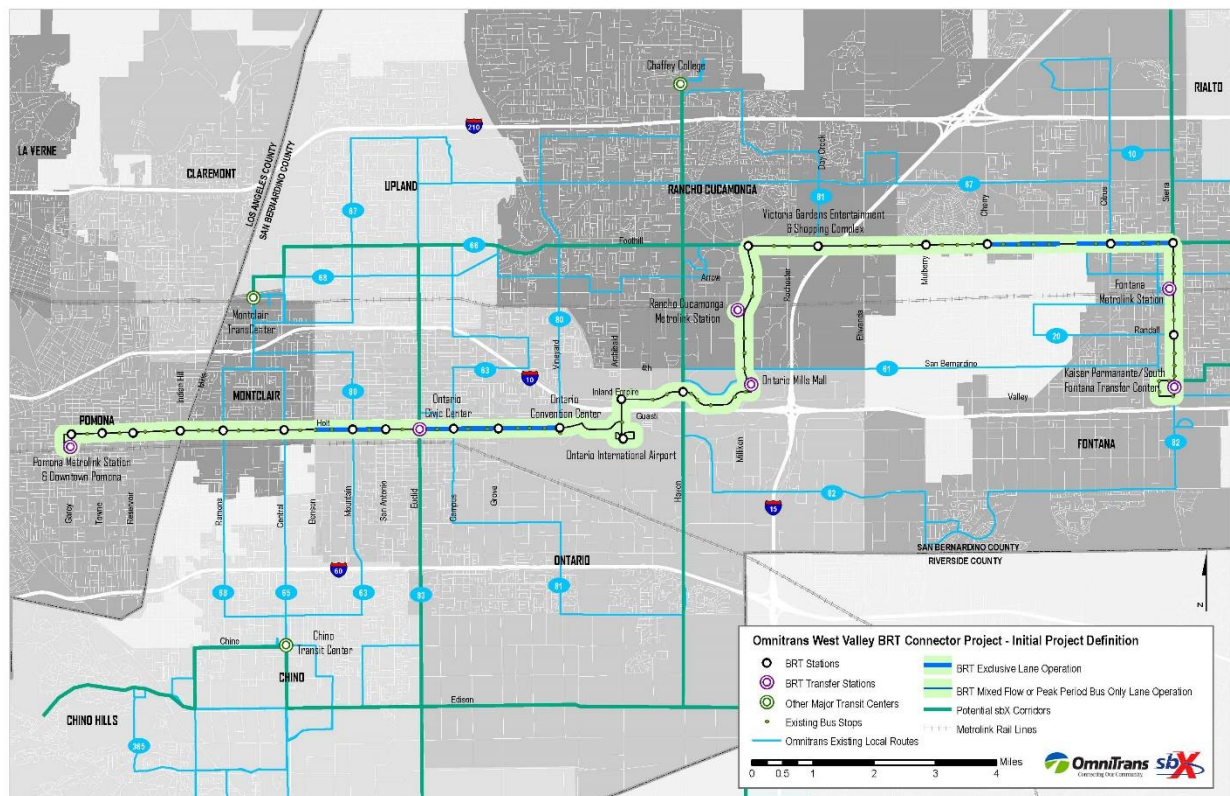 Chaffey College
RIALTO
210
LA VERNE
CLAREMONT
LOS ANGELES COUNTY
SAN BERNARDINO COUNTY
UPLAND
RANCHO CUCAMONGA
Day Creek
10
67
67
81
Cherry
Citrus
Sierra
Victoria Gardens Entertainment
& Shopping Complex
Foothill
66
68
Arrow
Rochester
Mulberry
Etiwanda
Montclair
TransCenter
Rancho Cucamonga
Metrolink Station
Fontana
Metrolink Station
80
Vineyard
Archibald
4th
20
Randall
San Bernardino
61
Indian Hill
Mills
MONTCLAIR
83
10
Ontario Mills Mall
Kaiser Permanante/South
Fontana Transfer Center
Inland Empire
Valley
Ontario
Civic Center
Ontario
Convention Center
Guasti
POMONA
Holt
Ontario International Airport
Milliken
FONTANA
Pomona Metrolink Station
& Downtown Pomona
82
Garey
Towne
Reservoir
Ramona
Central
Benson
Mountain
San Antonio
Euclid
Campus
Grove
Haven
82
15
SAN BERNARDINO COUNTY
RIVERSIDE COUNTY
60
ONTARIO
68
65
63
83
81
Chino
Chino
Transit Center
CHINO
Edison
CHINO HILLS
365
N
Omnitrans West Valley BRT Connector Project - Initial Project Definition
BRT Stations
BRT Transfer Stations
Other Major Transit Centers
Existing Bus Stops
Omnitrans Existing Local Routes
BRT Exclusive Lane Operation
BRT Mixed Flow or Peak Period Bus Only Lane Operation
Potential sbX Corridors
Metrolink Rail Lines
0 0.5 1 2 3 4 Miles
OmniTrans
Connecting Our Community
sbX